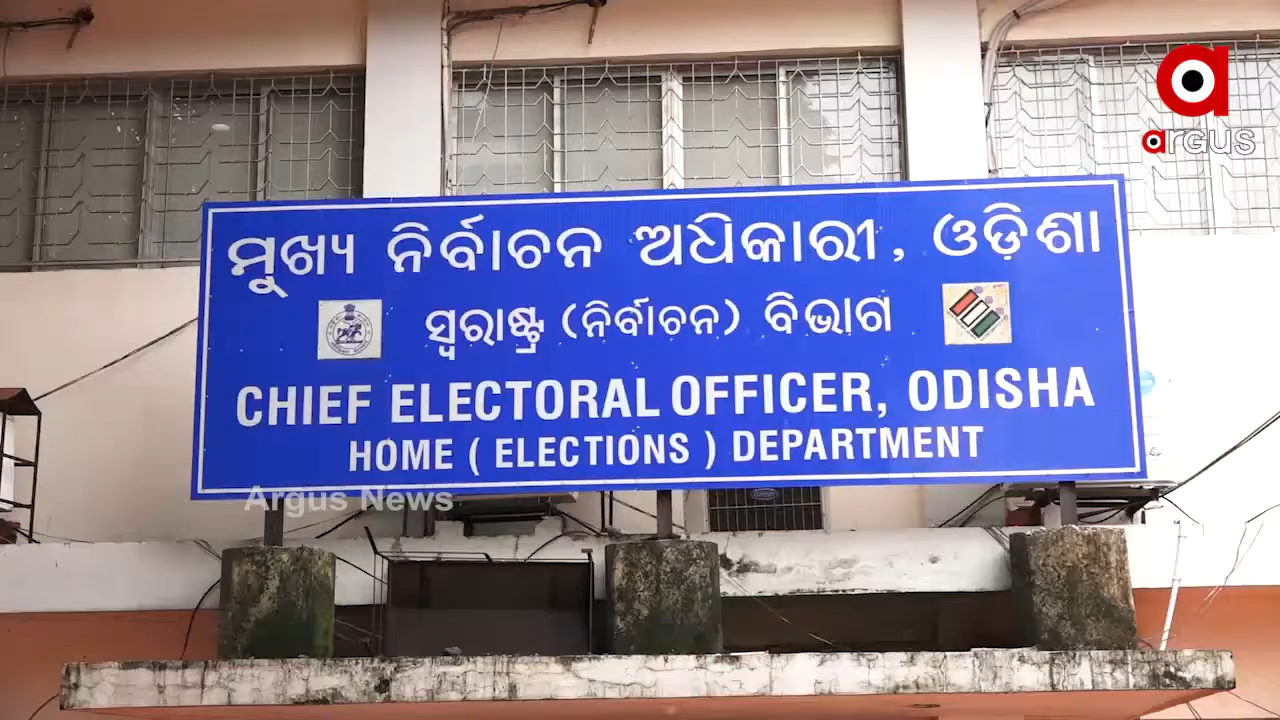 argus
ମୁଖ୍ୟ ନିର୍ବାଚନ ଅଧିକାରୀ, ଓଡ଼ିଶା
ସ୍ୱରାଷ୍ଟ୍ର (ନିର୍ବାଚନ) ବିଭାଗ
CHIEF ELECTORAL OFFICER, ODISHA
HOME ( ELECTIONS ) DEPARTMENT
Argus News